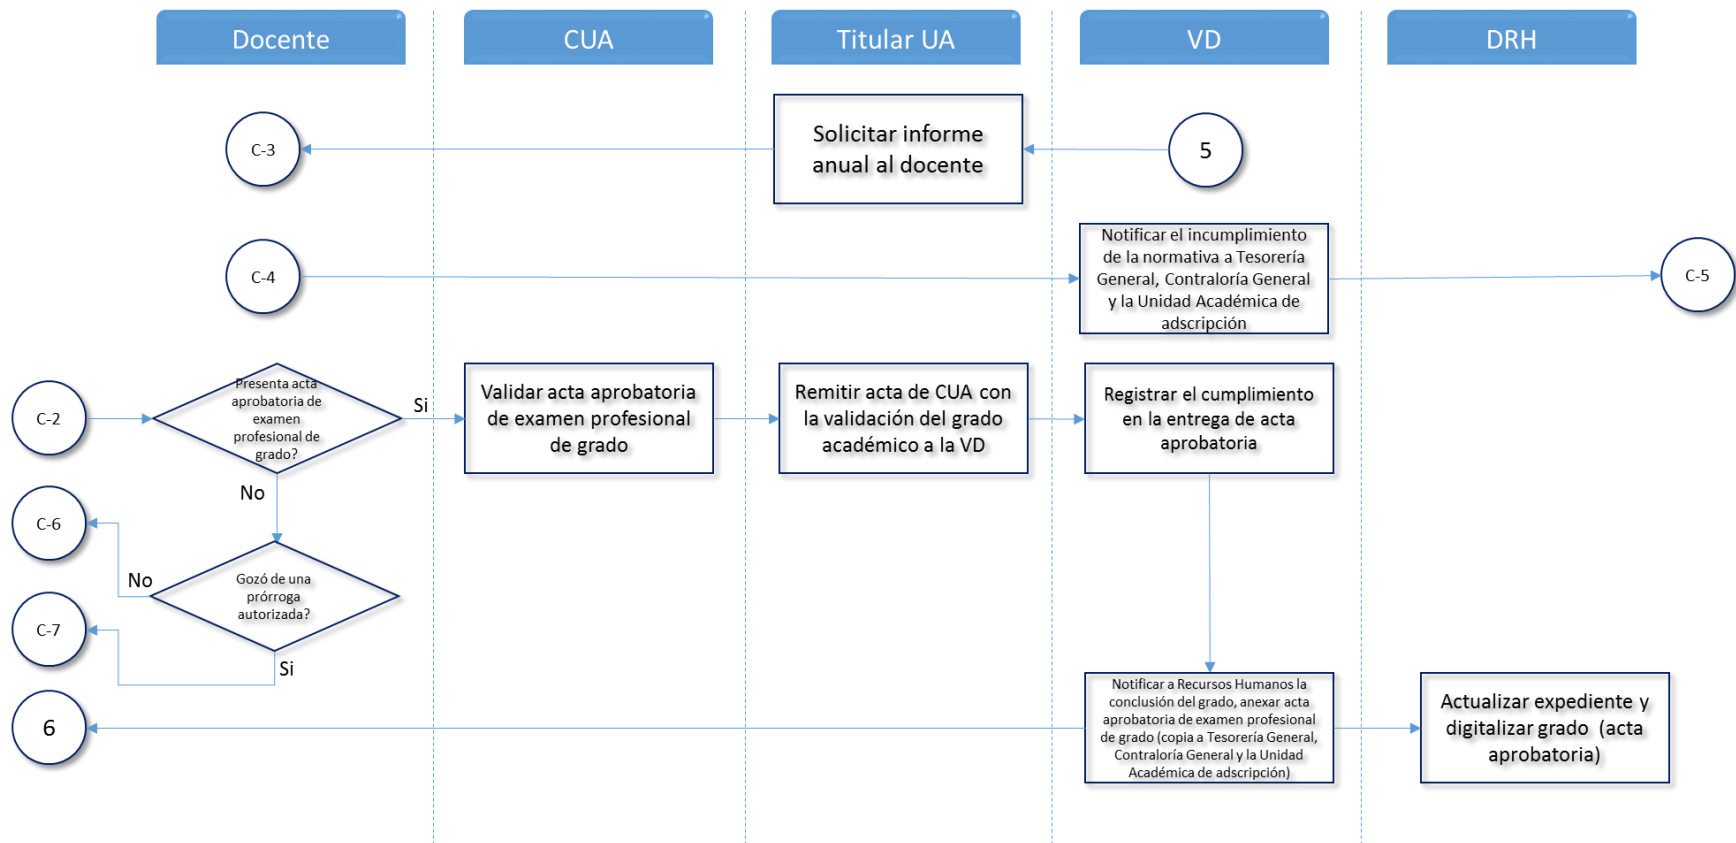 Docente
CUA
Titular UA
VD
DRH
C-3
Solicitar informe
anual al docente
5
C-4
Notificar el incumplimiento
de la normativa a Tesorería
General, Contraloría General
y la Unidad Académica de
adscripción
C-5
C-2
Presenta acta
aprobatoria de
examen
profesional de
grado?
Si
Validar acta aprobatoria
de examen profesional
de grado
Remitir acta de CUA con
la validación del grado
académico a la VD
Registrar el cumplimiento
en la entrega de acta
aprobatoria
No
C-6
No
Gozó de una
prórroga
autorizada?
C-7
Si
6
Notificar a Recursos Humanos la
conclusión del grado, anexar acta
aprobatoria de examen profesional
de grado (copia a Tesorería General,
Contraloría General y la Unidad
Académica de adscripción)
Actualizar expediente y
digitalizar grado (acta
aprobatoria)